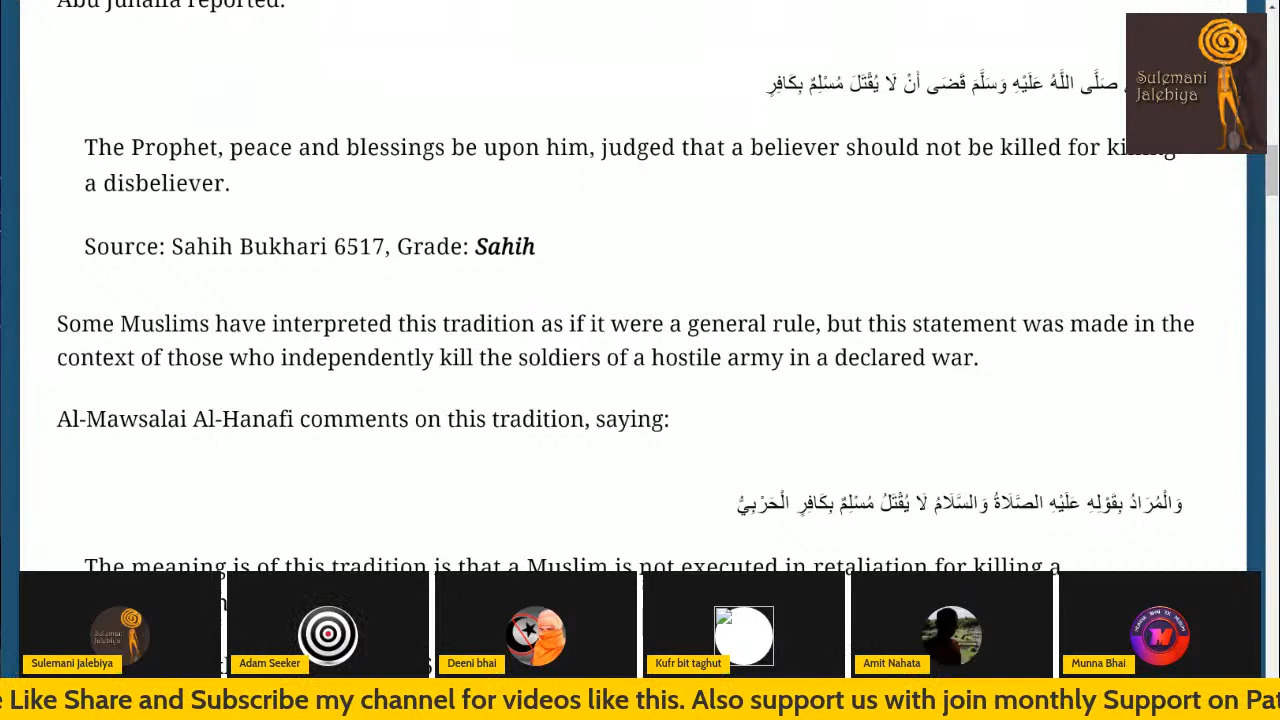 Abu Juhaifa reported:
صَلَّى اللَّهُ عَلَيْهِ وَسَلَّمَ قَضَى أَنْ لَا يُقْتَلَ مُسْلِمٌ بِكَافِرٍ
Sulemani
Jalebiya
The Prophet, peace and blessings be upon him, judged that a believer should not be killed for killing
a disbeliever.
Source: Sahih Bukhari 6517, Grade: Sahih
Some Muslims have interpreted this tradition as if it were a general rule, but this statement was made in the
context of those who independently kill the soldiers of a hostile army in a declared war.
Al-Mawsalai Al-Hanafi comments on this tradition, saying:
وَالْمُرَادُ بِقَوْلِهِ عَلَيْهِ الصَّلَاةُ وَالسَّلَامُ لَا يُقْتَلُ مُسْلِمٌ بِكَافِرٍ الْحَرْبِيُّ
The meaning is of this tradition is that a Muslim is not executed in retaliation for killing a
Sulemani Jalebiya
Adam Seeker
Deeni bhai
Kufr bit taghut
Amit Nahata
MUNNA BHAI EX MUSLIM
M
Munna Bhai
Like Share and Subscribe my channel for videos like this. Also support us with join monthly Support on